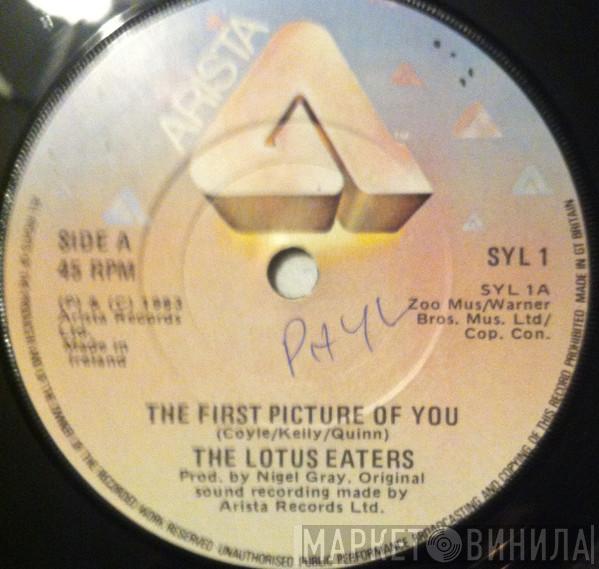 ARISTA
TM
SIDE A
45 RPM
SYL 1
SYL 1A
Zoo Mus/Warner
Bros. Mus. Ltd/
Cop. Con.
(P) & (C) 1983
Arista Records
Ltd.
Made in
Ireland
PHYL
THE FIRST PICTURE OF YOU
(Coyle/Kelly/Quinn)
THE LOTUS EATERS
Prod. by Nigel Gray. Original
sound recording made by
Arista Records Ltd.
ALL RIGHTS OF THE PRODUCER AND OF THE OWNER OF THE RECORDED WORK RESERVED UNAUTHORISED PUBLIC PERFORMANCE BROADCASTING AND COPYING OF THIS RECORD PROHIBITED MADE IN GT BRITAIN
МАРКЕТ ВИНИЛА